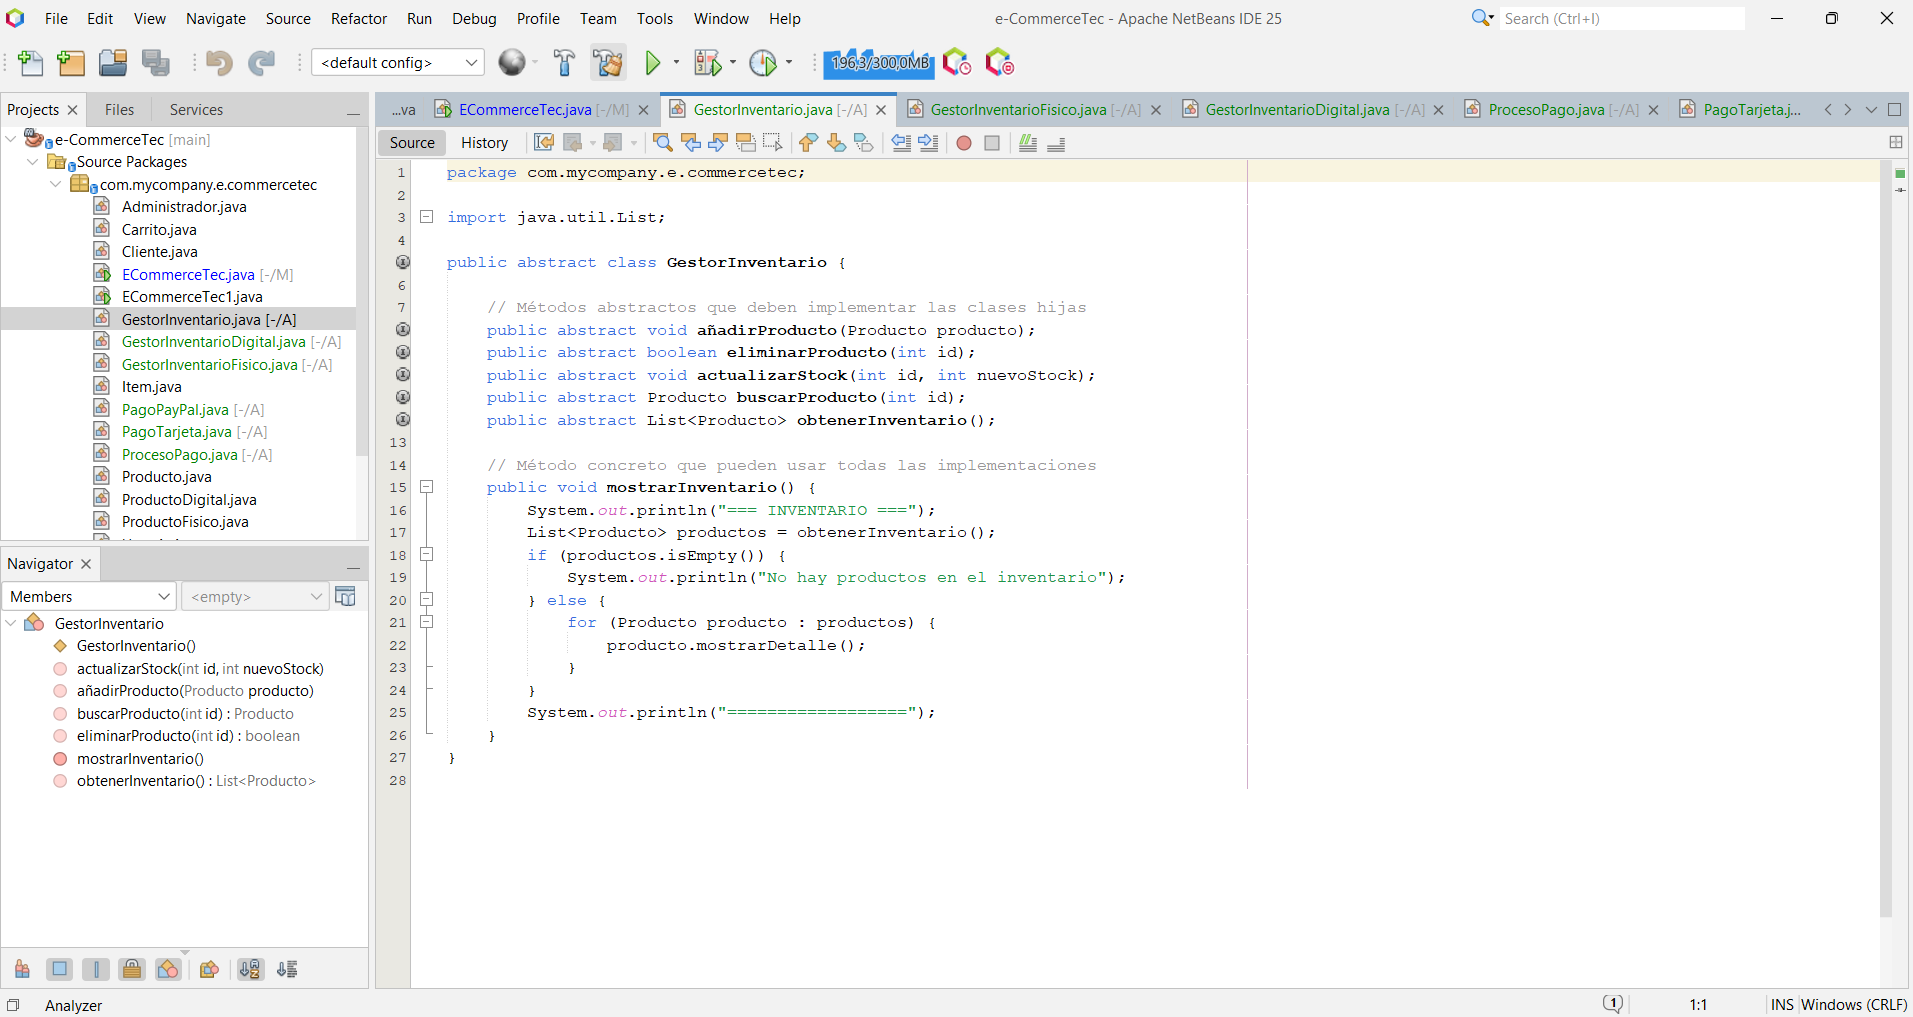 File Edit View Navigate Source Refactor Run Debug Profile Team Tools Window Help
e-CommerceTec - Apache NetBeans IDE 25
Search (Ctrl+I)
<default config>
196,3/300,0MB
Projects Files Services
...va ECommerceTec.java [-/M] GestorInventario.java [-/A] GestorInventarioFisico.java [-/A] GestorInventarioDigital.java [-/A] ProcesoPago.java [-/A] PagoTarjeta.j...
Source History
e-CommerceTec [main]
Source Packages
com.mycompany.e.commercetec
Administrador.java
Carrito.java
Cliente.java
ECommerceTec.java [-/M]
ECommerceTec1.java
GestorInventario.java [-/A]
GestorInventarioDigital.java [-/A]
GestorInventarioFisico.java [-/A]
Item.java
PagoPayPal.java [-/A]
PagoTarjeta.java [-/A]
ProcesoPago.java [-/A]
Producto.java
ProductoDigital.java
ProductoFisico.java
Navigator
Members
<empty>
GestorInventario
GestorInventario()
actualizarStock(int id, int nuevoStock)
añadirProducto(Producto producto)
buscarProducto(int id) : Producto
eliminarProducto(int id) : boolean
mostrarInventario()
obtenerInventario() : List<Producto>
1 package com.mycompany.e.commercetec;
2
3 import java.util.List;
4
public abstract class GestorInventario {
6
7 // Métodos abstractos que deben implementar las clases hijas
public abstract void añadirProducto(Producto producto);
public abstract boolean eliminarProducto(int id);
public abstract void actualizarStock(int id, int nuevoStock);
public abstract Producto buscarProducto(int id);
public abstract List<Producto> obtenerInventario();
13
14 // Método concreto que pueden usar todas las implementaciones
15 public void mostrarInventario() {
16 System.out.println("=== INVENTARIO ===");
17 List<Producto> productos = obtenerInventario();
18 if (productos.isEmpty()) {
19 System.out.println("No hay productos en el inventario");
20 } else {
21 for (Producto producto : productos) {
22 producto.mostrarDetalle();
23 }
24 }
25 System.out.println("==================");
26 }
27 }
28
Analyzer
1
1:1
INS Windows (CRLF)